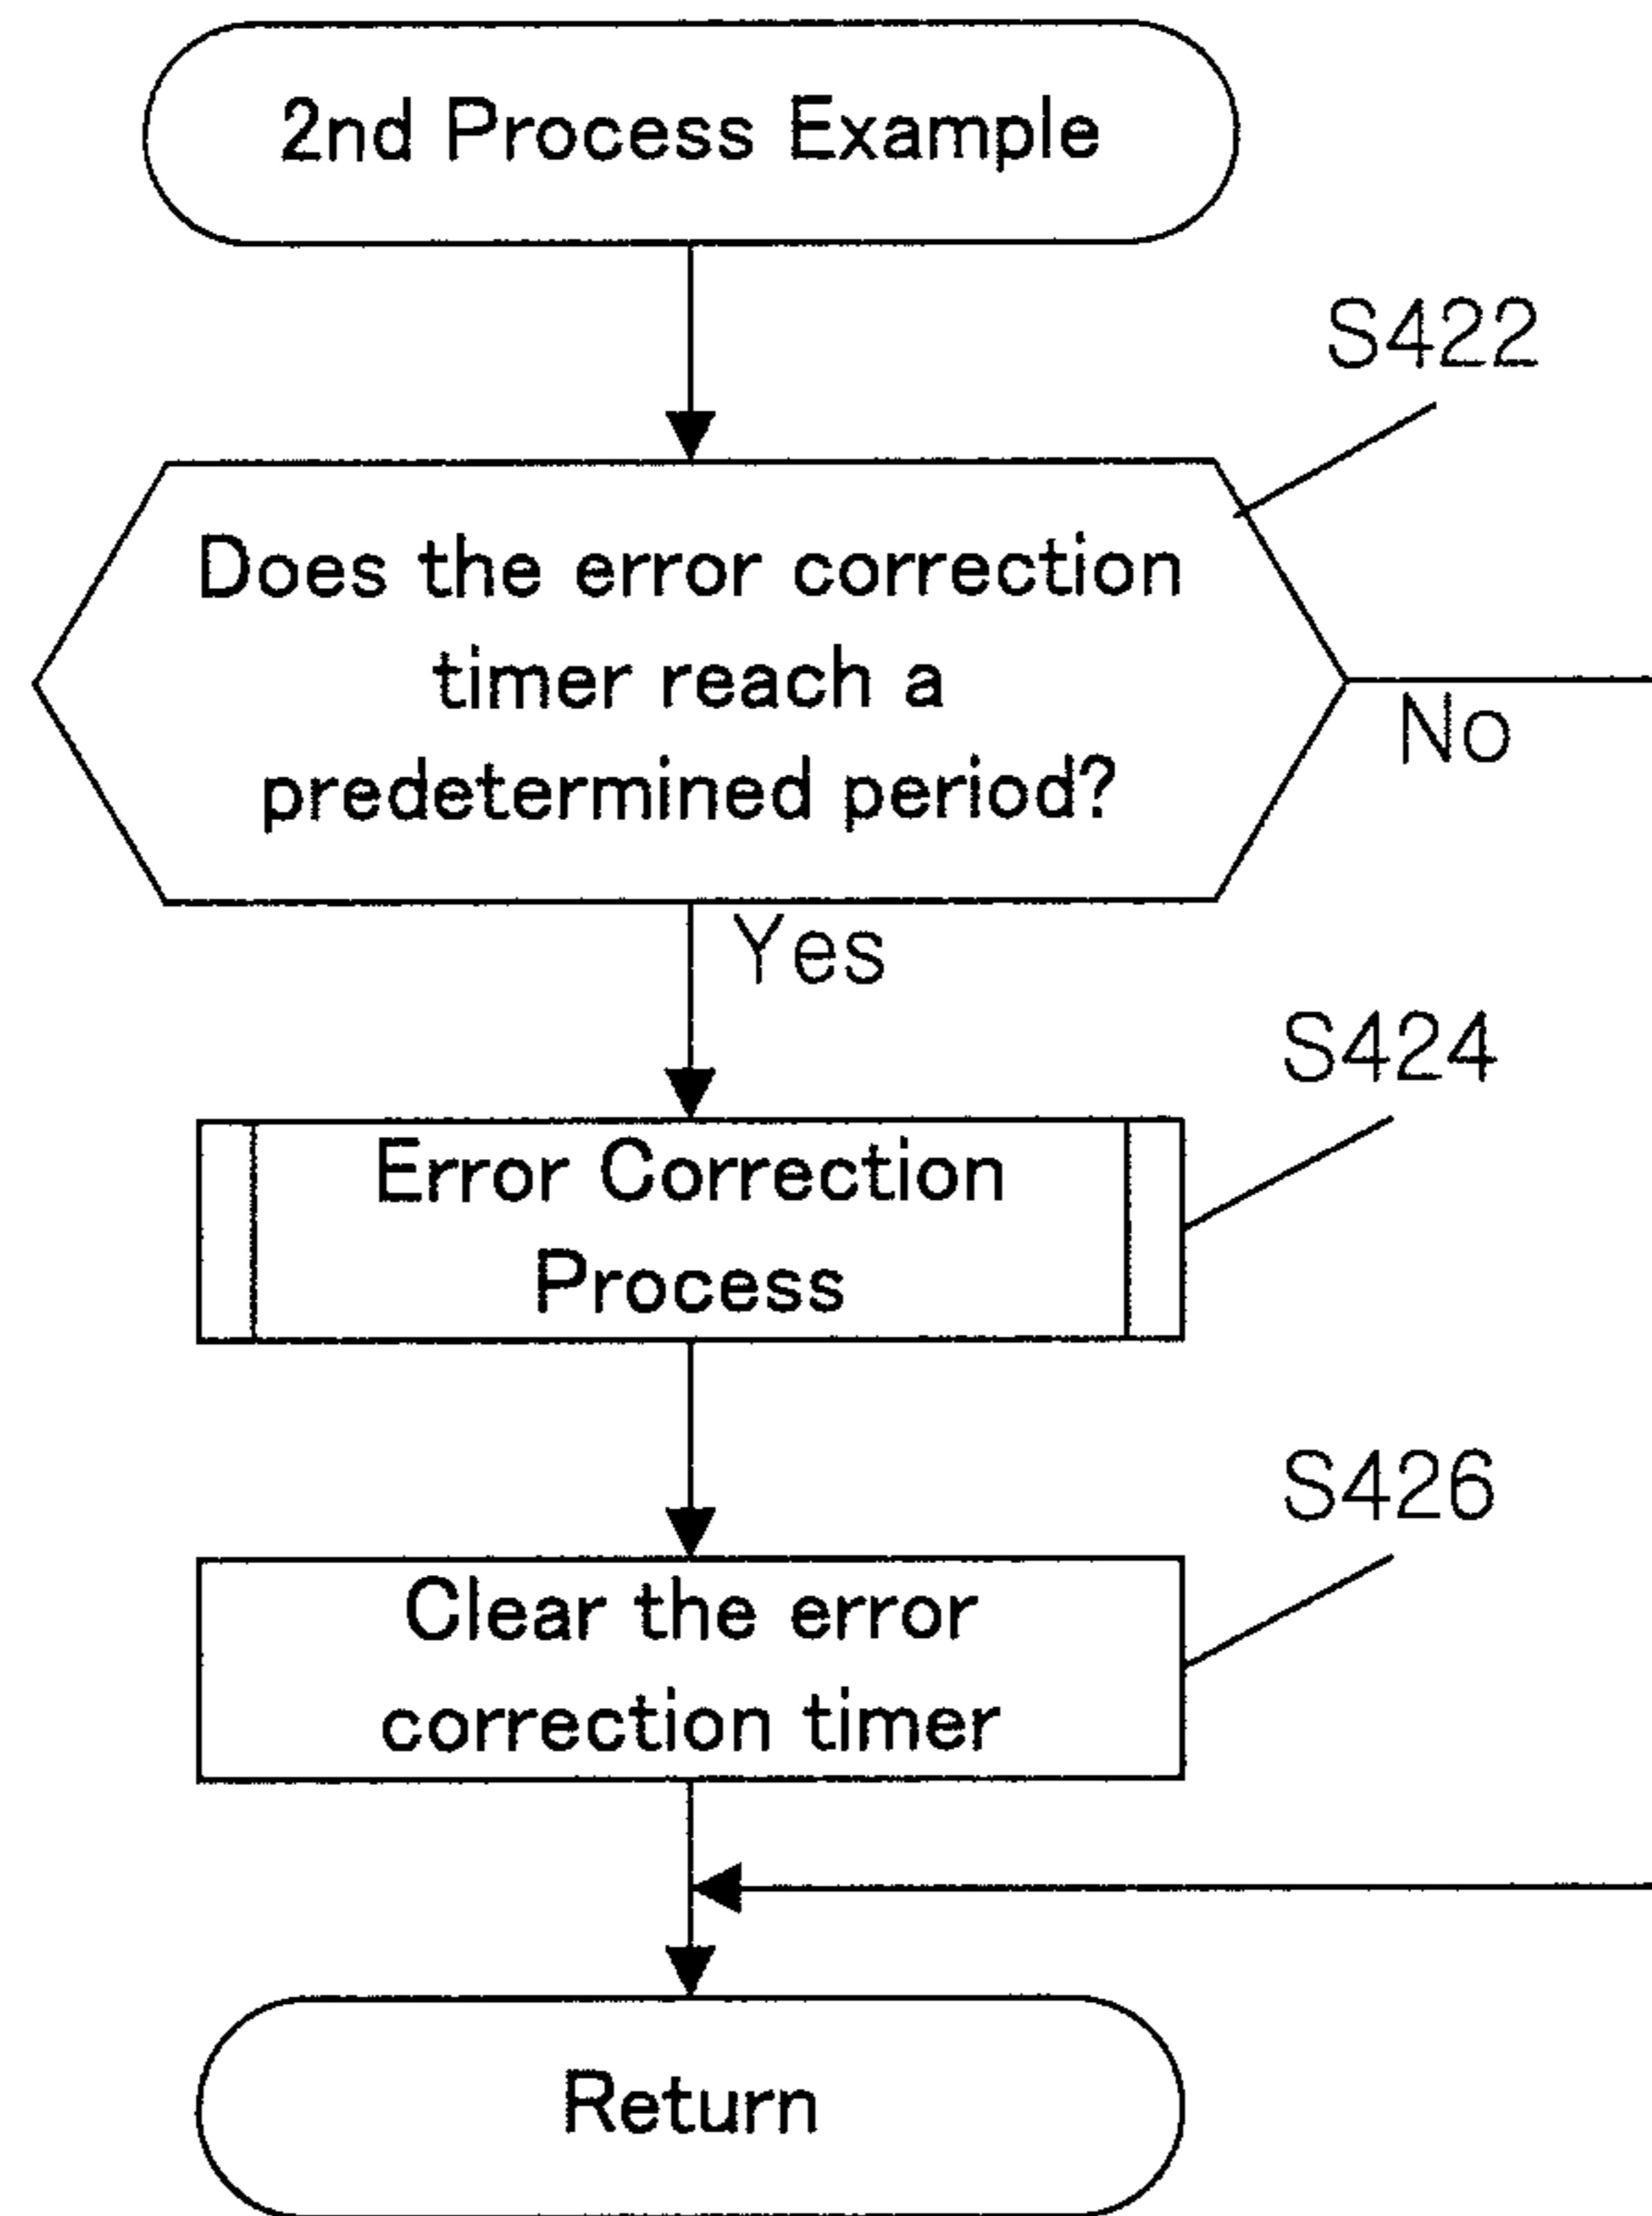 2nd Process Example
S422
Does the error correction
timer reach a
predetermined period?
No
Yes
S424
Error Correction
Process
S426
Clear the error
correction timer
Return